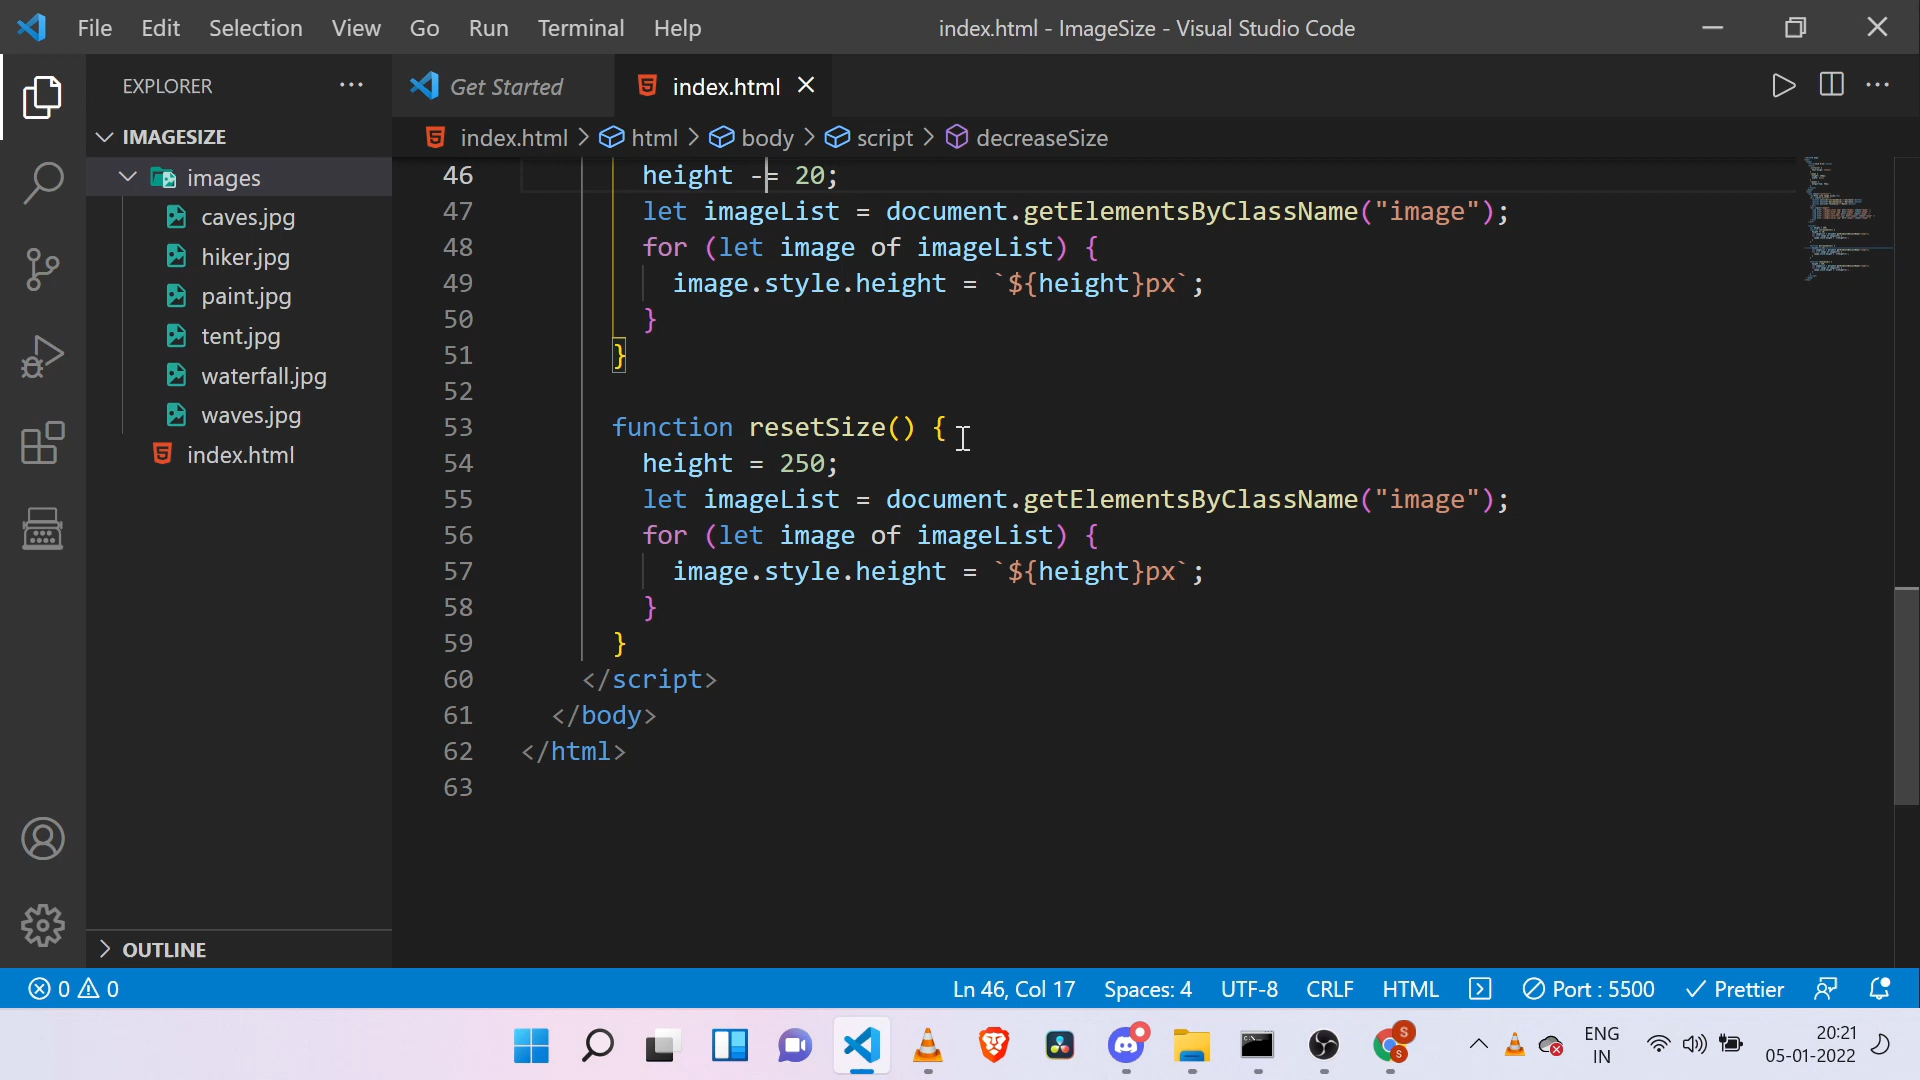 File Edit Selection View Go Run Terminal Help index.html - ImageSize - Visual Studio Code
EXPLORER ···
Get Started
index.html
IMAGESIZE
index.html > html > body > script > decreaseSize
images
caves.jpg
hiker.jpg
paint.jpg
tent.jpg
waterfall.jpg
waves.jpg
index.html
OUTLINE
46 height -= 20;
47 let imageList = document.getElementsByClassName("image");
48 for (let image of imageList) {
49 image.style.height = `${height}px`;
50 }
51 }
52
53 function resetSize() {
54 height = 250;
55 let imageList = document.getElementsByClassName("image");
56 for (let image of imageList) {
57 image.style.height = `${height}px`;
58 }
59 }
60 </script>
61 </body>
62 </html>
63
0 0 Ln 46, Col 17 Spaces: 4 UTF-8 CRLF HTML Port : 5500 Prettier
S
S
ENG
IN
20:21
05-01-2022